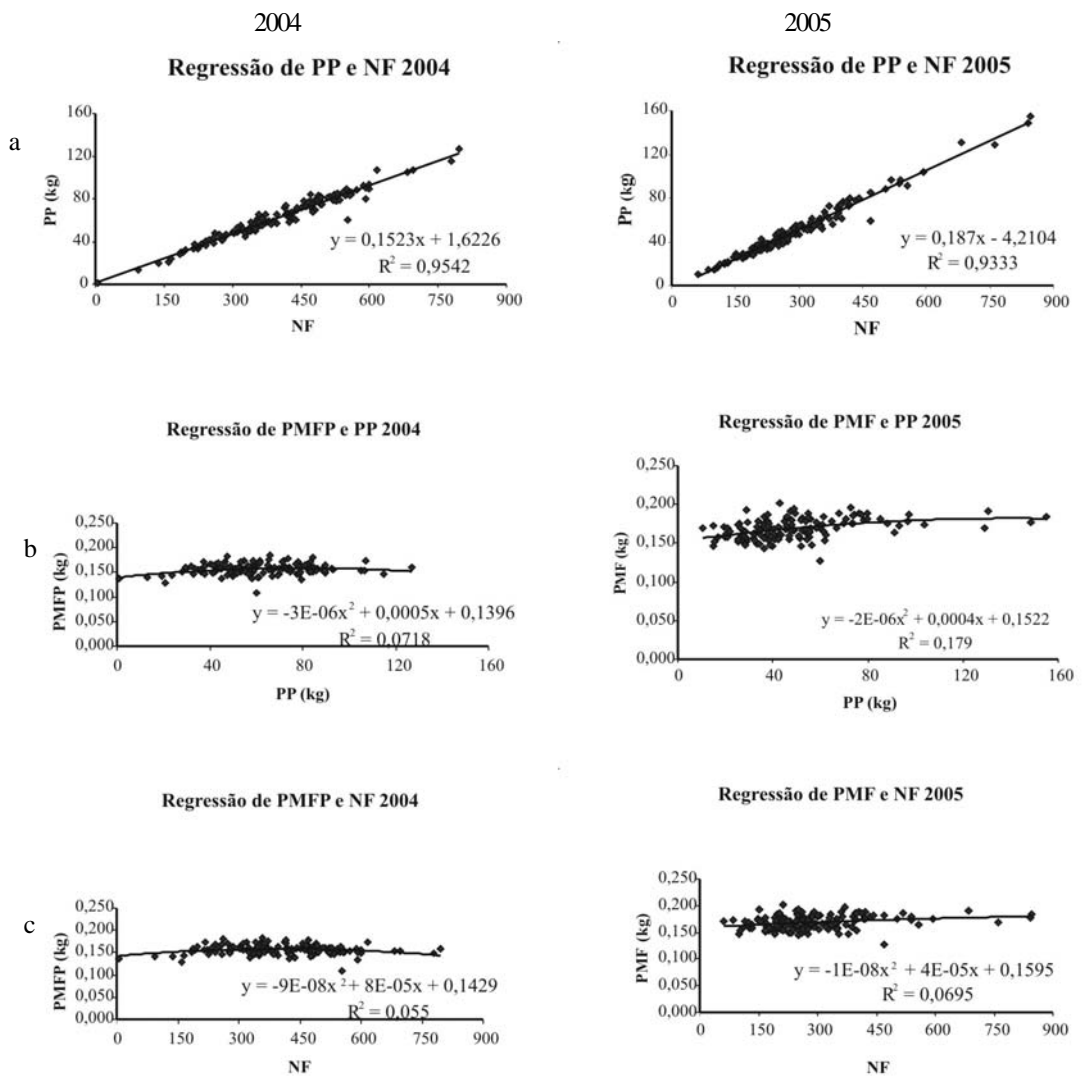 2004
2005
Regressão de PP e NF 2004
a
PP (kg)
160
120
80
40
0
y = 0,1523x + 1,6226
R² = 0,9542
0 150 300 450 600 750 900
NF
Regressão de PP e NF 2005
PP (kg)
160
120
80
40
0
y = 0,187x - 4,2104
R² = 0,9333
0 150 300 450 600 750 900
NF
Regressão de PMFP e PP 2004
b
PMFP (kg)
0,250
0,200
0,150
0,100
0,050
0,000
y = -3E-06x² + 0,0005x + 0,1396
R² = 0,0718
0 40 80 120 160
PP (kg)
Regressão de PMF e PP 2005
PMF (kg)
0,250
0,200
0,150
0,100
0,050
0,000
y = -2E-06x² + 0,0004x + 0,1522
R² = 0,179
0 40 80 120 160
PP (kg)
Regressão de PMFP e NF 2004
c
PMFP (kg)
0,250
0,200
0,150
0,100
0,050
0,000
y = -9E-08x² + 8E-05x + 0,1429
R² = 0,055
0 150 300 450 600 750 900
NF
Regressão de PMF e NF 2005
PMF (kg)
0,250
0,200
0,150
0,100
0,050
0,000
y = -1E-08x² + 4E-05x + 0,1595
R² = 0,0695
0 150 300 450 600 750 900
NF